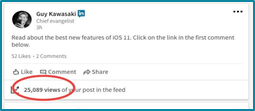 Guy Kawasaki in
Chief evangelist
3h
Read about the best new features of iOS 11. Click on the link in the first comment
below.
52 Likes • 2 Comments
Like Comment Share
25,089 views of your post in the feed